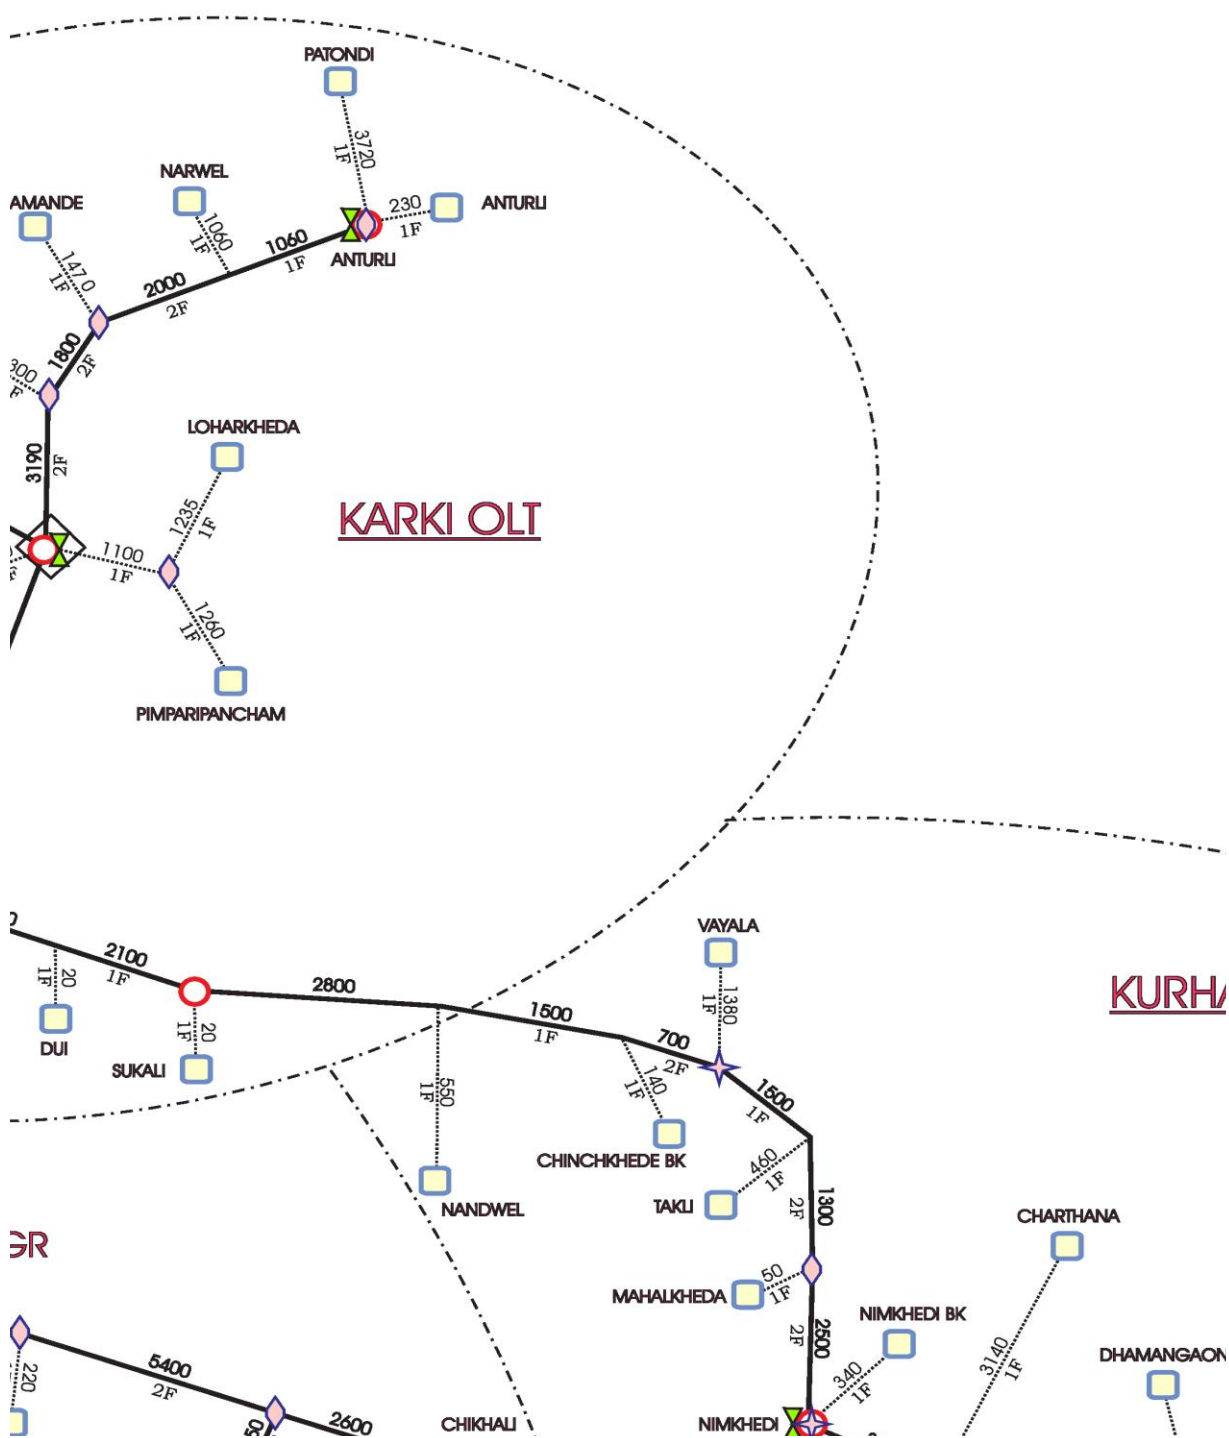 PATONDI
3720
1F
NARWEL
1060
1F
AMANDE
1470
1F
230
1F
ANTURLI
ANTURLI
1060
1F
2000
2F
1800
2F
300
F
3190
2F
LOHARKHEDA
1235
1F
KARKI OLT
1100
1F
1260
1F
PIMPARIPANCHAM
VAYALA
1380
1F
2100
1F
20
1F
DUI
20
1F
SUKALI
2800
1500
1F
700
2F
KURHA
550
1F
NANDWEL
140
1F
CHINCHKHEDE BK
1500
1F
460
1F
TAKLI
1300
2F
CHARTHANA
GR
50
1F
MAHALKHEDA
2500
2F
NIMKHEDI BK
340
1F
3140
1F
DHAMANGAON
220
5400
2F
2600
50
CHIKHALI
NIMKHEDI